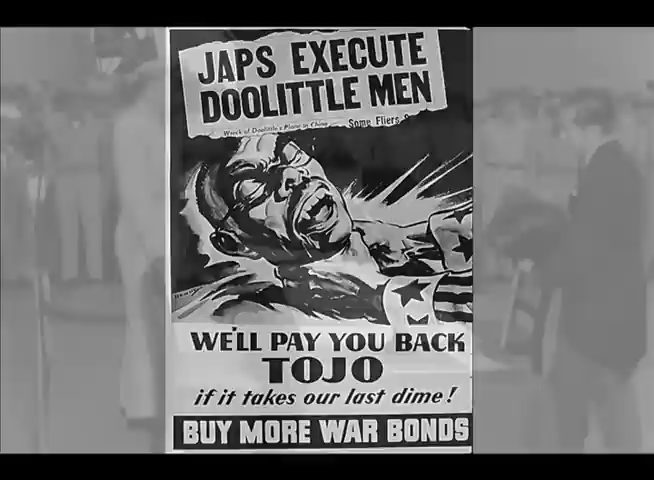 JAPS EXECUTE
DOOLITTLE MEN
Wreck of Doolittle's Plane in China
Some Fliers
WE'LL PAY YOU BACK
TOJO
if it takes our last dime!
BUY MORE WAR BONDS